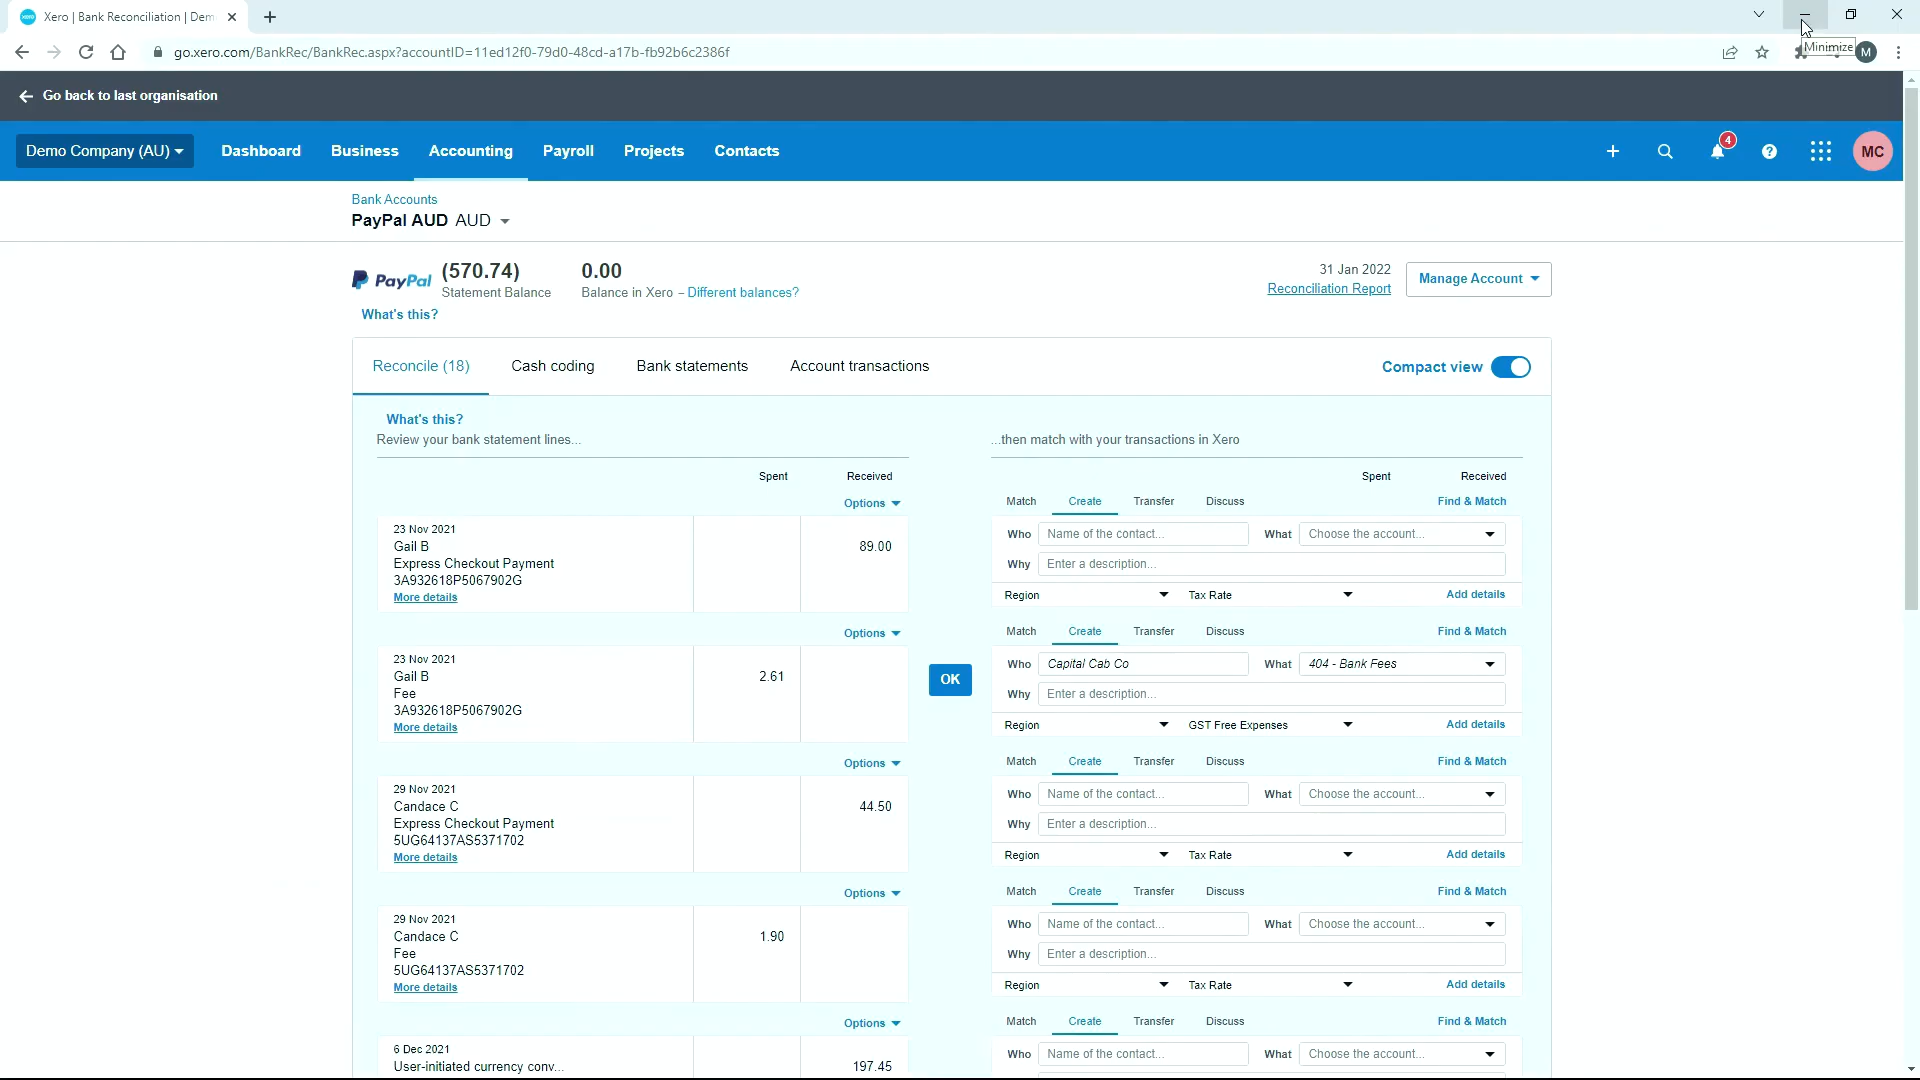 Xero | Bank Reconciliation | Dem
Minimize
go.xero.com/BankRec/BankRec.aspx?accountID=11ed12f0-79d0-48cd-a17b-fb92b6c2386f
M
Go back to last organisation
Demo Company (AU)
Dashboard
Business
Accounting
Payroll
Projects
Contacts
4
MC
Bank Accounts
PayPal AUD AUD
PayPal
(570.74)
Statement Balance
0.00
Balance in Xero - Different balances?
31 Jan 2022
Reconciliation Report
Manage Account
What's this?
Reconcile (18)
Cash coding
Bank statements
Account transactions
Compact view
What's this?
Review your bank statement lines...
...then match with your transactions in Xero
Spent
Received
Spent
Received
Options
Match
Create
Transfer
Discuss
Find & Match
23 Nov 2021
Gail B
Express Checkout Payment
3A932618P5067902G
More details
89.00
Who
Name of the contact...
What
Choose the account...
Why
Enter a description...
Region
Tax Rate
Add details
Options
Match
Create
Transfer
Discuss
Find & Match
23 Nov 2021
Gail B
Fee
3A932618P5067902G
More details
2.61
OK
Who
Capital Cab Co
What
404 - Bank Fees
Why
Enter a description...
Region
GST Free Expenses
Add details
Options
Match
Create
Transfer
Discuss
Find & Match
29 Nov 2021
Candace C
Express Checkout Payment
5UG64137AS5371702
More details
44.50
Who
Name of the contact...
What
Choose the account...
Why
Enter a description...
Region
Tax Rate
Add details
Options
Match
Create
Transfer
Discuss
Find & Match
29 Nov 2021
Candace C
Fee
5UG64137AS5371702
More details
1.90
Who
Name of the contact...
What
Choose the account...
Why
Enter a description...
Region
Tax Rate
Add details
Options
Match
Create
Transfer
Discuss
Find & Match
6 Dec 2021
User-initiated currency conv...
197.45
Who
Name of the contact...
What
Choose the account...